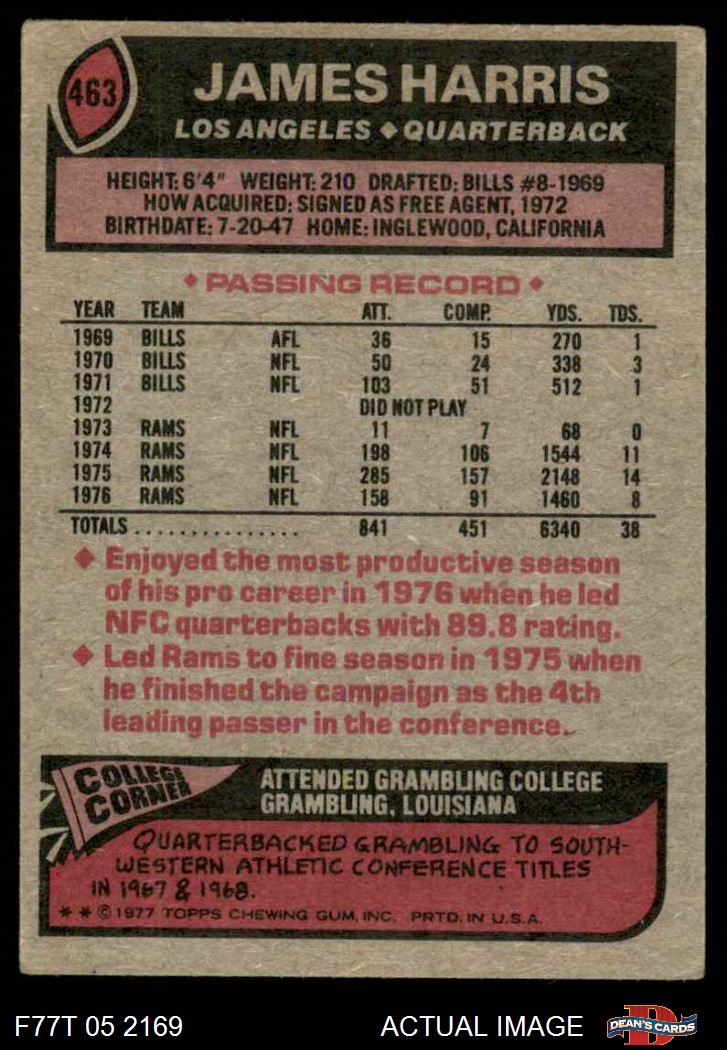 463
JAMES HARRIS
LOS ANGELES ♦ QUARTERBACK
HEIGHT: 6'4" WEIGHT: 210 DRAFTED: BILLS #8-1969
HOW ACQUIRED: SIGNED AS FREE AGENT, 1972
BIRTHDATE: 7-20-47 HOME: INGLEWOOD, CALIFORNIA
♦ PASSING RECORD ♦
YEAR TEAM ATT. COMP. YDS. TDS.
1969 BILLS AFL 36 15 270 1
1970 BILLS NFL 50 24 338 3
1971 BILLS NFL 103 51 512 1
1972 DID NOT PLAY
1973 RAMS NFL 11 7 68 0
1974 RAMS NFL 198 106 1544 11
1975 RAMS NFL 285 157 2148 14
1976 RAMS NFL 158 91 1460 8
TOTALS ................ 841 451 6340 38
♦ Enjoyed the most productive season
of his pro career in 1976 when he led
NFC quarterbacks with 89.8 rating.
♦ Led Rams to fine season in 1975 when
he finished the campaign as the 4th
leading passer in the conference.
COLLEGE
CORNER
ATTENDED GRAMBLING COLLEGE
GRAMBLING, LOUISIANA
QUARTERBACKED GRAMBLING TO SOUTH-
WESTERN ATHLETIC CONFERENCE TITLES
IN 1967 & 1968.
** © 1977 TOPPS CHEWING GUM, INC. PRTD. IN U.S.A.
F77T 05 2169 ACTUAL IMAGE
D
DEAN'S CARDS